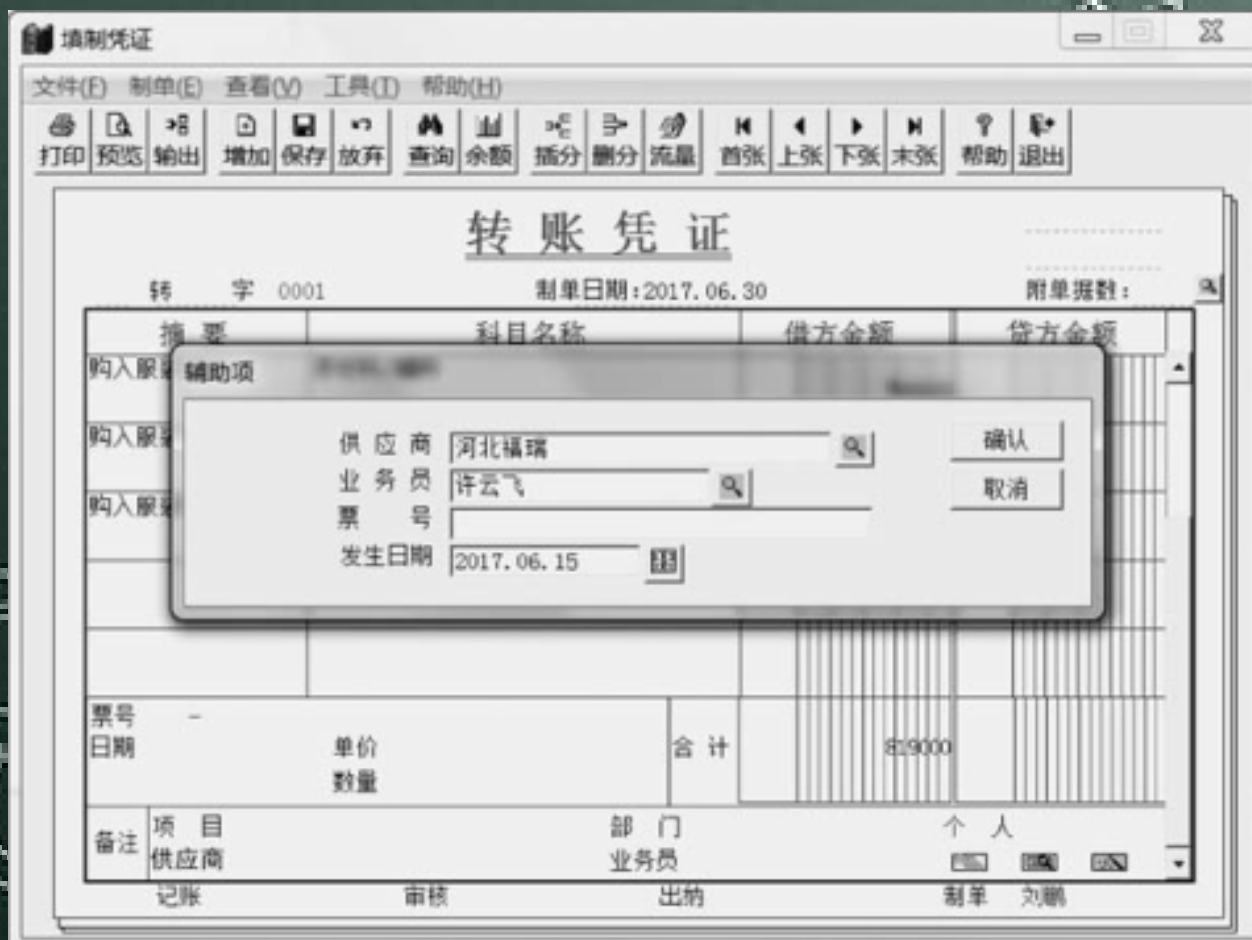 填制凭证
文件(F) 制单(E) 查看(V) 工具(T) 帮助(H)
打印 预览 输出 增加 保存 放弃 查询 余额 插分 删分 流量 首张 上张 下张 末张 帮助 退出
转 账 凭 证
转 字 0001 制单日期:2017.06.30 附单据数:
摘 要 科目名称 借方金额 贷方金额
购入服
辅助项
供 应 商 河北福瑞 确认
购入服
业 务 员 许云飞 取消
购入服
票 号
发生日期 2017.06.15
票号 -
日期 单价 合 计 819000
数量
备注 项 目 部 门 个 人
供应商 业务员
记账 审核 出纳 制单 刘鹏